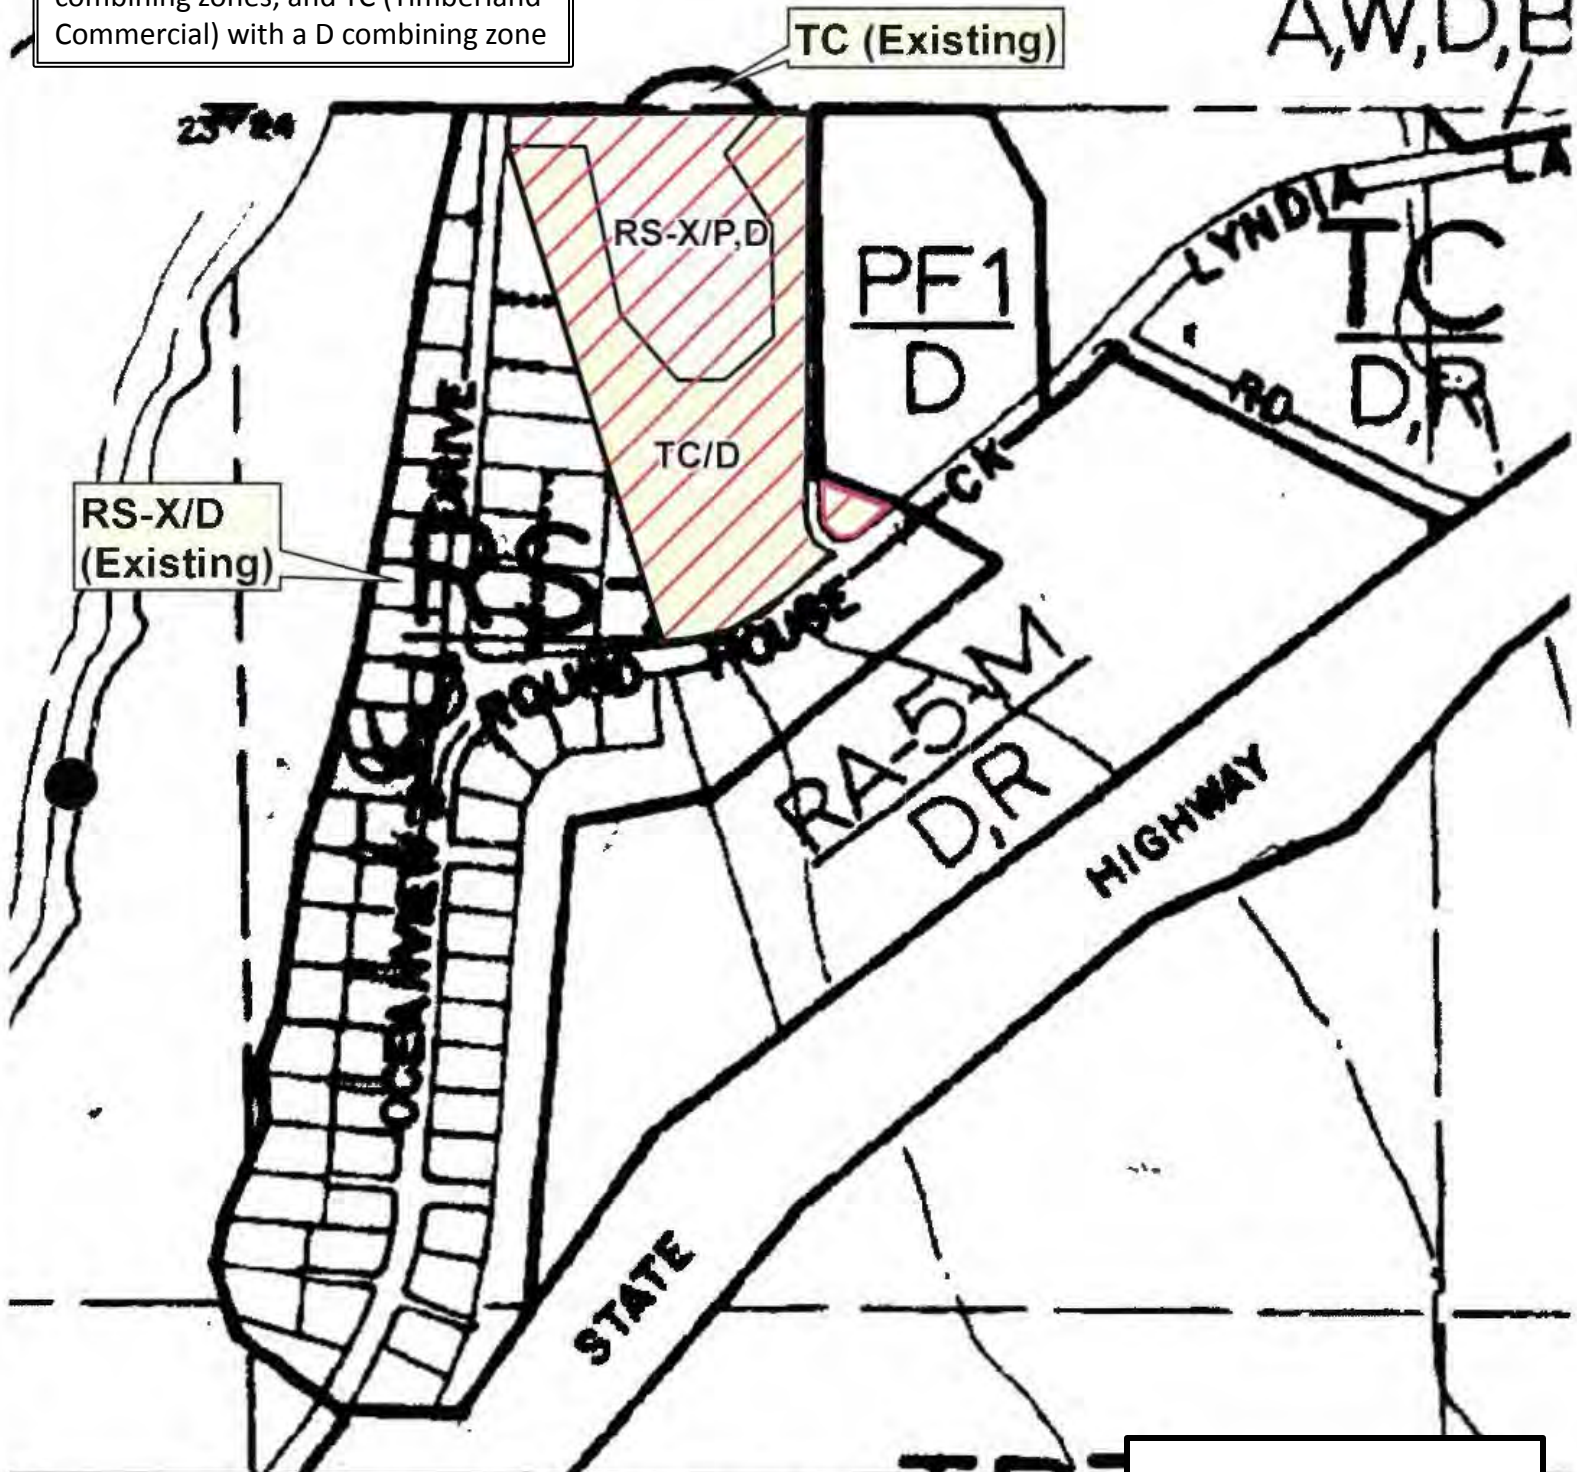 combining zones, and TC (Timberland
Commercial) with a D combining zone
TC (Existing)
A,W,D,B
23 24
LYNDIA LA
RS-X/P,D
PF1
D
TC
D,R
RD
TC/D
CK
DRIVE
RS-X/D
(Existing)
RS-
ROUND HOUSE
RA-5-M
D,R
HIGHWAY
OCEANVIEW
STATE